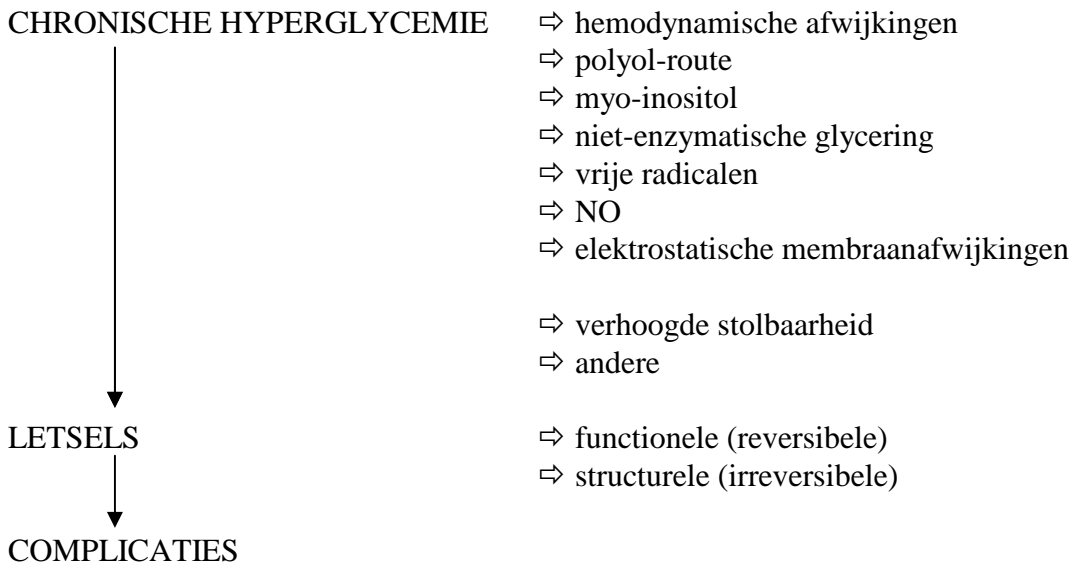 CHRONISCHE HYPERGLYCEMIE ⇨ hemodynamische afwijkingen
⇨ polyol-route
⇨ myo-inositol
⇨ niet-enzymatische glycering
⇨ vrije radicalen
⇨ NO
⇨ elektrostatische membraanafwijkingen
⇨ verhoogde stolbaarheid
⇨ andere
LETSELS ⇨ functionele (reversibele)
⇨ structurele (irreversibele)
COMPLICATIES